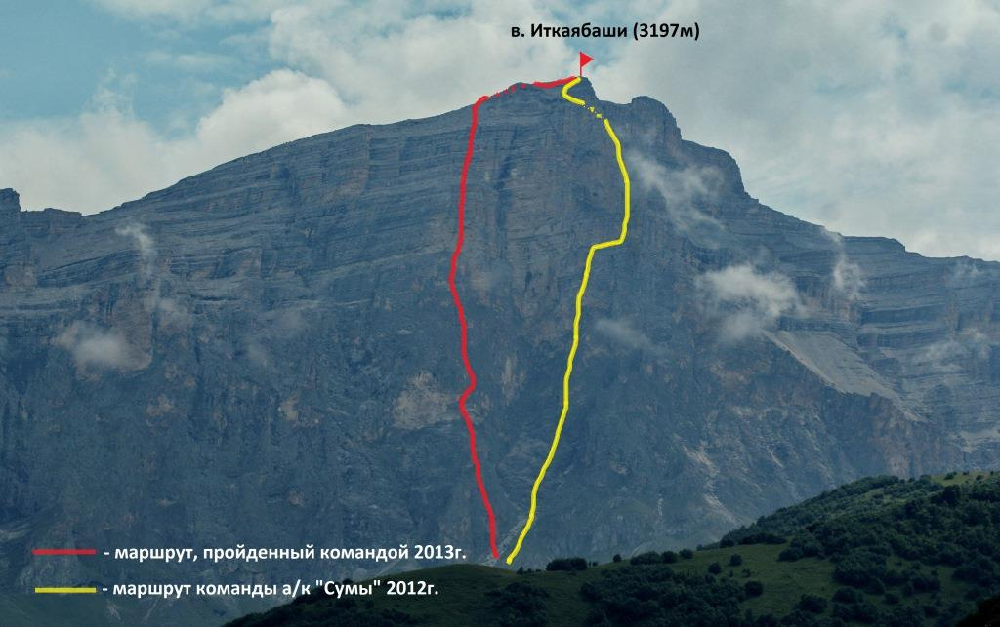 в. Иткаябаши (3197м)
- маршрут, пройденный командой 2013г.
- маршрут команды а/к "Сумы" 2012г.